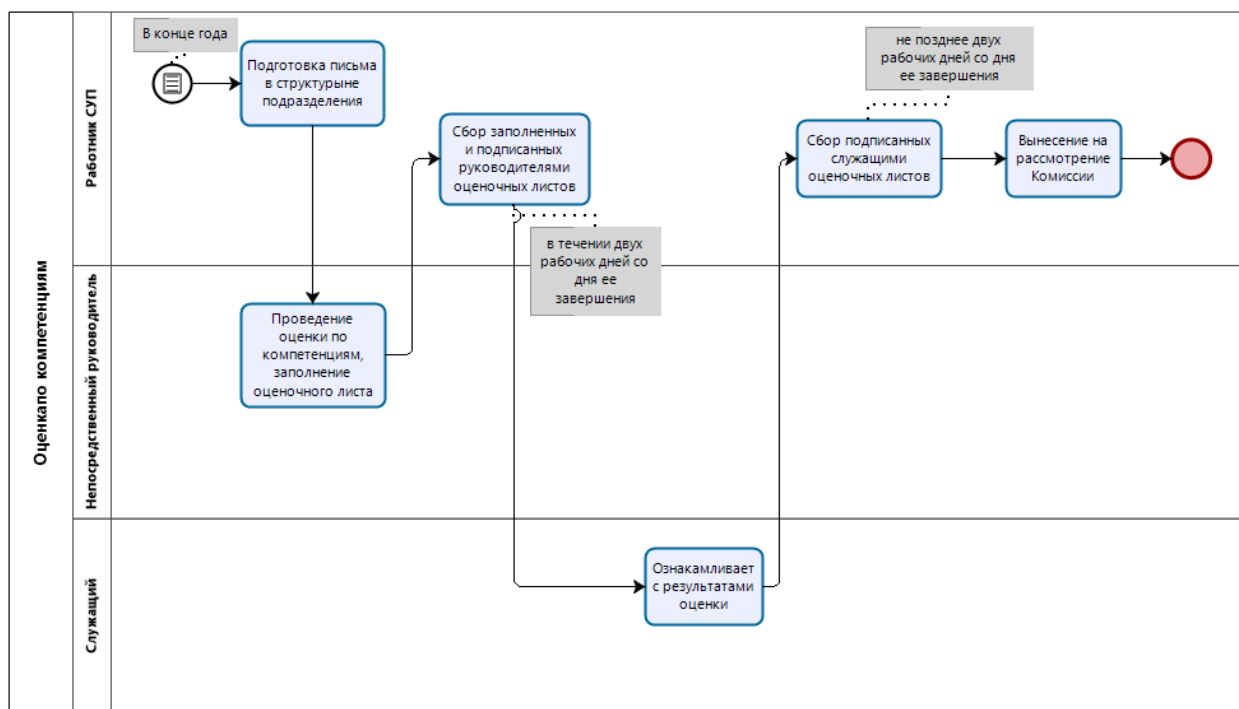 Оценкапо компетенциям
Работник СУП
В конце года
Подготовка письма
в структурыне
подразделения
Сбор заполненных
и подписанных
руководителями
оценочных листов
в течении двух
рабочих дней со
дня ее
завершения
не позднее двух
рабочих дней со дня
ее завершения
Сбор подписанных
служащими
оценочных листов
Вынесение на
рассмотрение
Комиссии
Непосредственный руководитель
Проведение
оценки по
компетенциям,
заполнение
оценочного листа
Служащий
Ознакамливает
с результатами
оценки